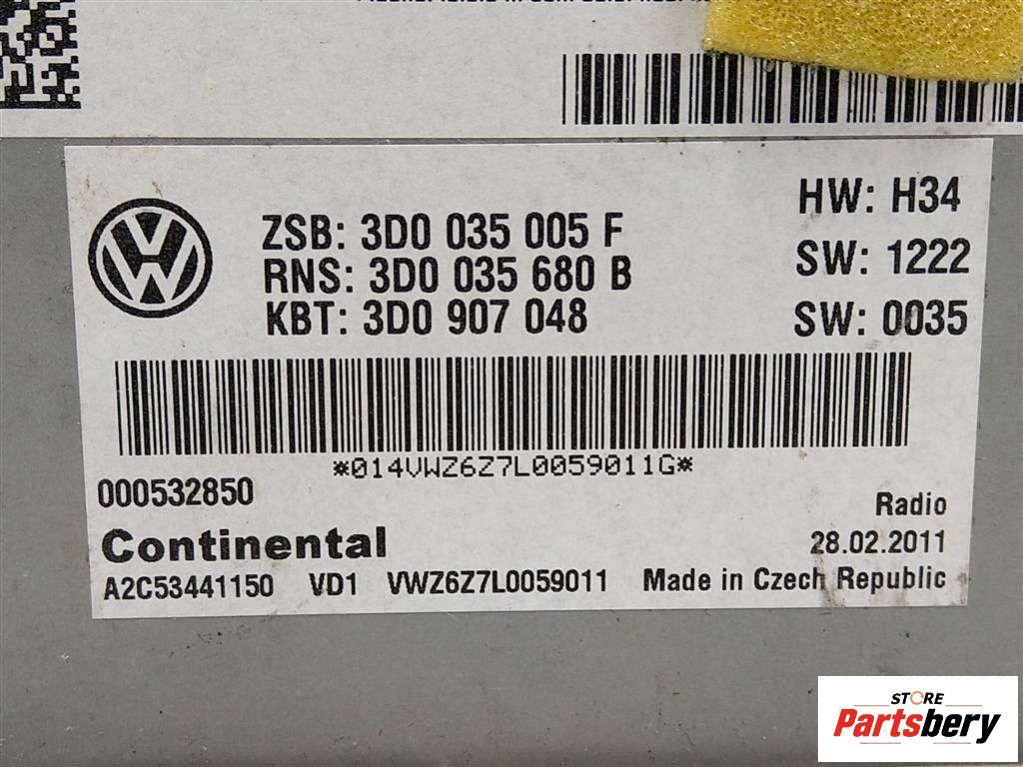 ZSB: 3D0 035 005 F
RNS: 3D0 035 680 B
KBT: 3D0 907 048
HW: H34
SW: 1222
SW: 0035
*014VWZ6Z7L0059011G*
000532850
Radio
Continental
28.02.2011
A2C53441150 VD1 VWZ6Z7L0059011 Made in Czech Republic
STORE
Partsbery